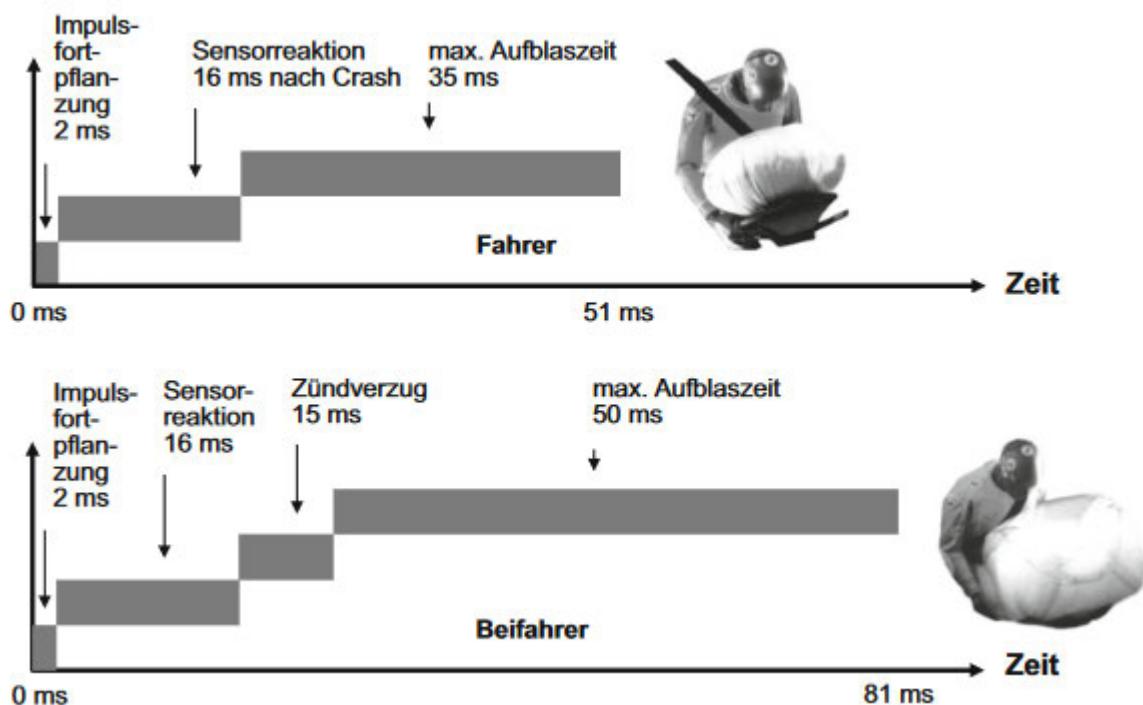 Impuls-
fort-
pflan-
zung
2 ms
Sensorreaktion
16 ms nach Crash
max. Aufblaszeit
35 ms
Fahrer
Zeit
0 ms
51 ms
Impuls-
fort-
pflan-
zung
2 ms
Sensor-
reaktion
16 ms
Zündverzug
15 ms
max. Aufblaszeit
50 ms
Beifahrer
Zeit
0 ms
81 ms